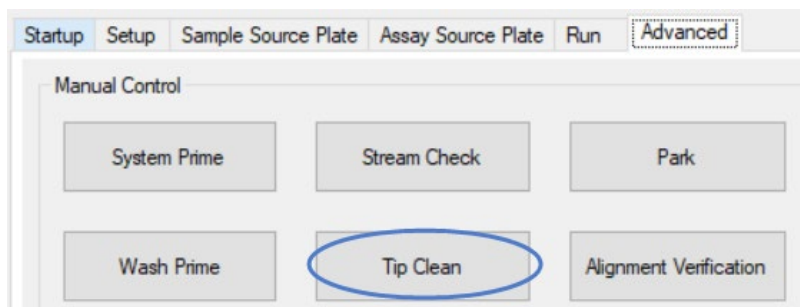 Startup Setup Sample Source Plate Assay Source Plate Run Advanced
Manual Control
System Prime Stream Check Park
Wash Prime Tip Clean Alignment Verification